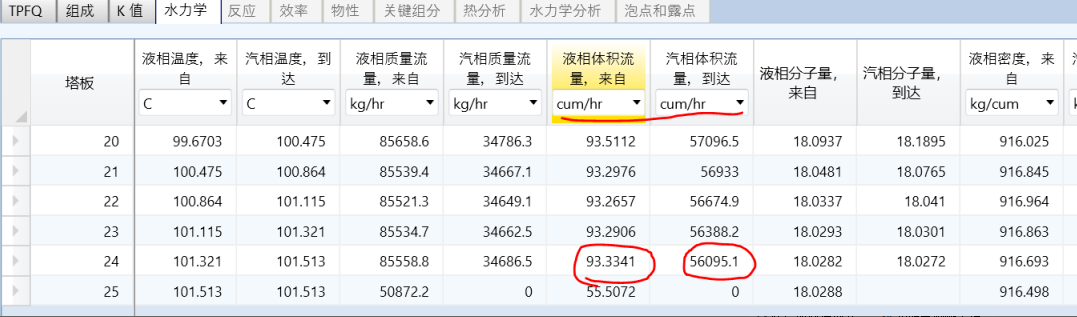 TPFQ 组成 K 值 水力学 反应 效率 物性 关键组分 热分析 水力学分析 泡点和露点
塔板 液相温度，来自 汽相温度，到达 液相质量流量，来自 汽相质量流量，到达 液相体积流量，来自 汽相体积流量，到达 液相分子量，来自 汽相分子量，到达 液相密度，来自 汽
C C kg/hr kg/hr cum/hr cum/hr kg/cum
20 99.6703 100.475 85658.6 34786.3 93.5112 57096.5 18.0937 18.1895 916.025
21 100.475 100.864 85539.4 34667.1 93.2976 56933 18.0481 18.0765 916.845
22 100.864 101.115 85521.3 34649.1 93.2657 56674.9 18.0337 18.041 916.964
23 101.115 101.321 85534.7 34662.5 93.2906 56388.2 18.0293 18.0301 916.863
24 101.321 101.513 85558.8 34686.5 93.3341 56095.1 18.0282 18.0272 916.693
25 101.513 101.513 50872.2 0 55.5072 0 18.0288 916.498